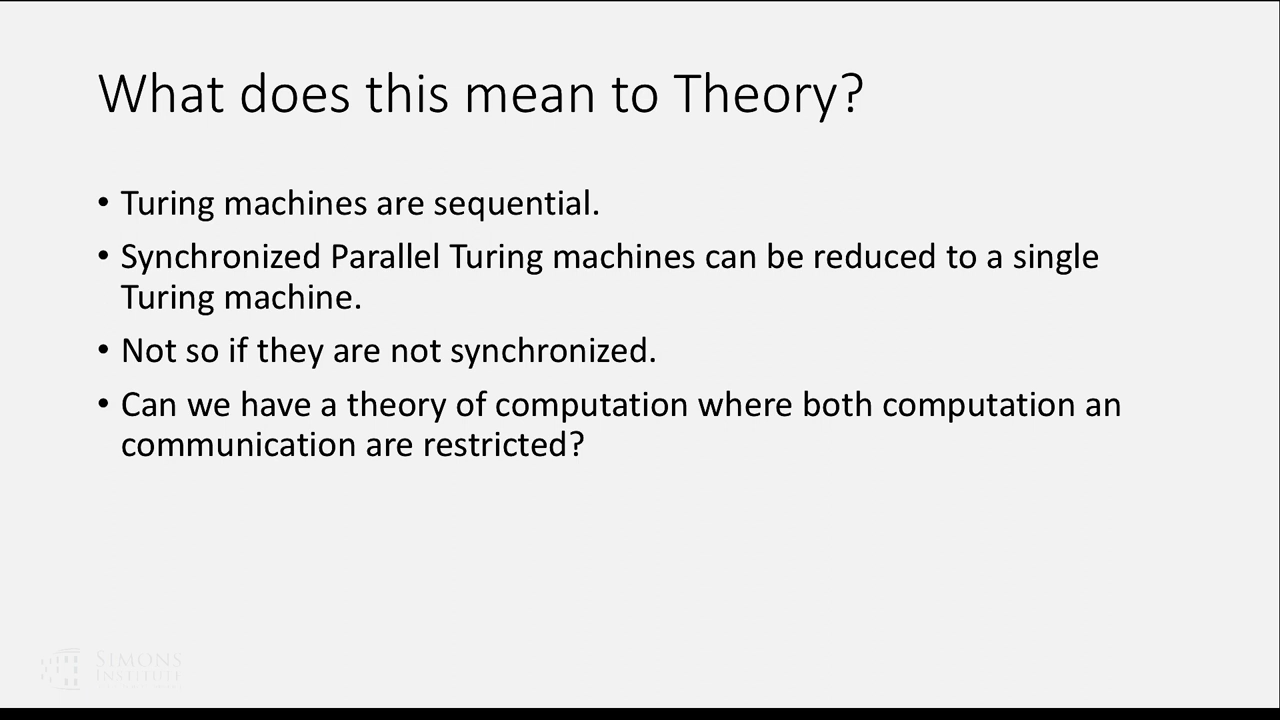 What does this mean to Theory?
• Turing machines are sequential.
• Synchronized Parallel Turing machines can be reduced to a single
Turing machine.
• Not so if they are not synchronized.
• Can we have a theory of computation where both computation an
communication are restricted?
SIMONS
INSTITUTE